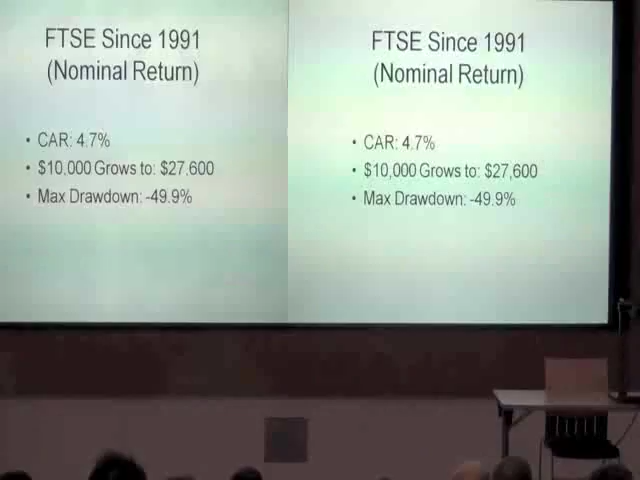 FTSE Since 1991
(Nominal Return)
• CAR: 4.7%
• $10,000 Grows to: $27,600
• Max Drawdown: -49.9%
FTSE Since 1991
(Nominal Return)
• CAR: 4.7%
• $10,000 Grows to: $27,600
• Max Drawdown: -49.9%